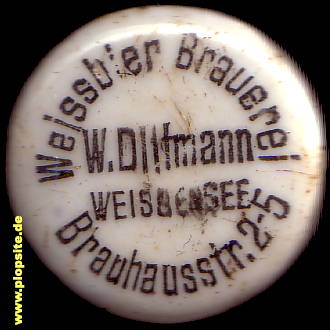 Weissbier Brauerei
W. Dittmann
WEISSENSEE
Brauhausstr. 2-5
www.plopsite.de